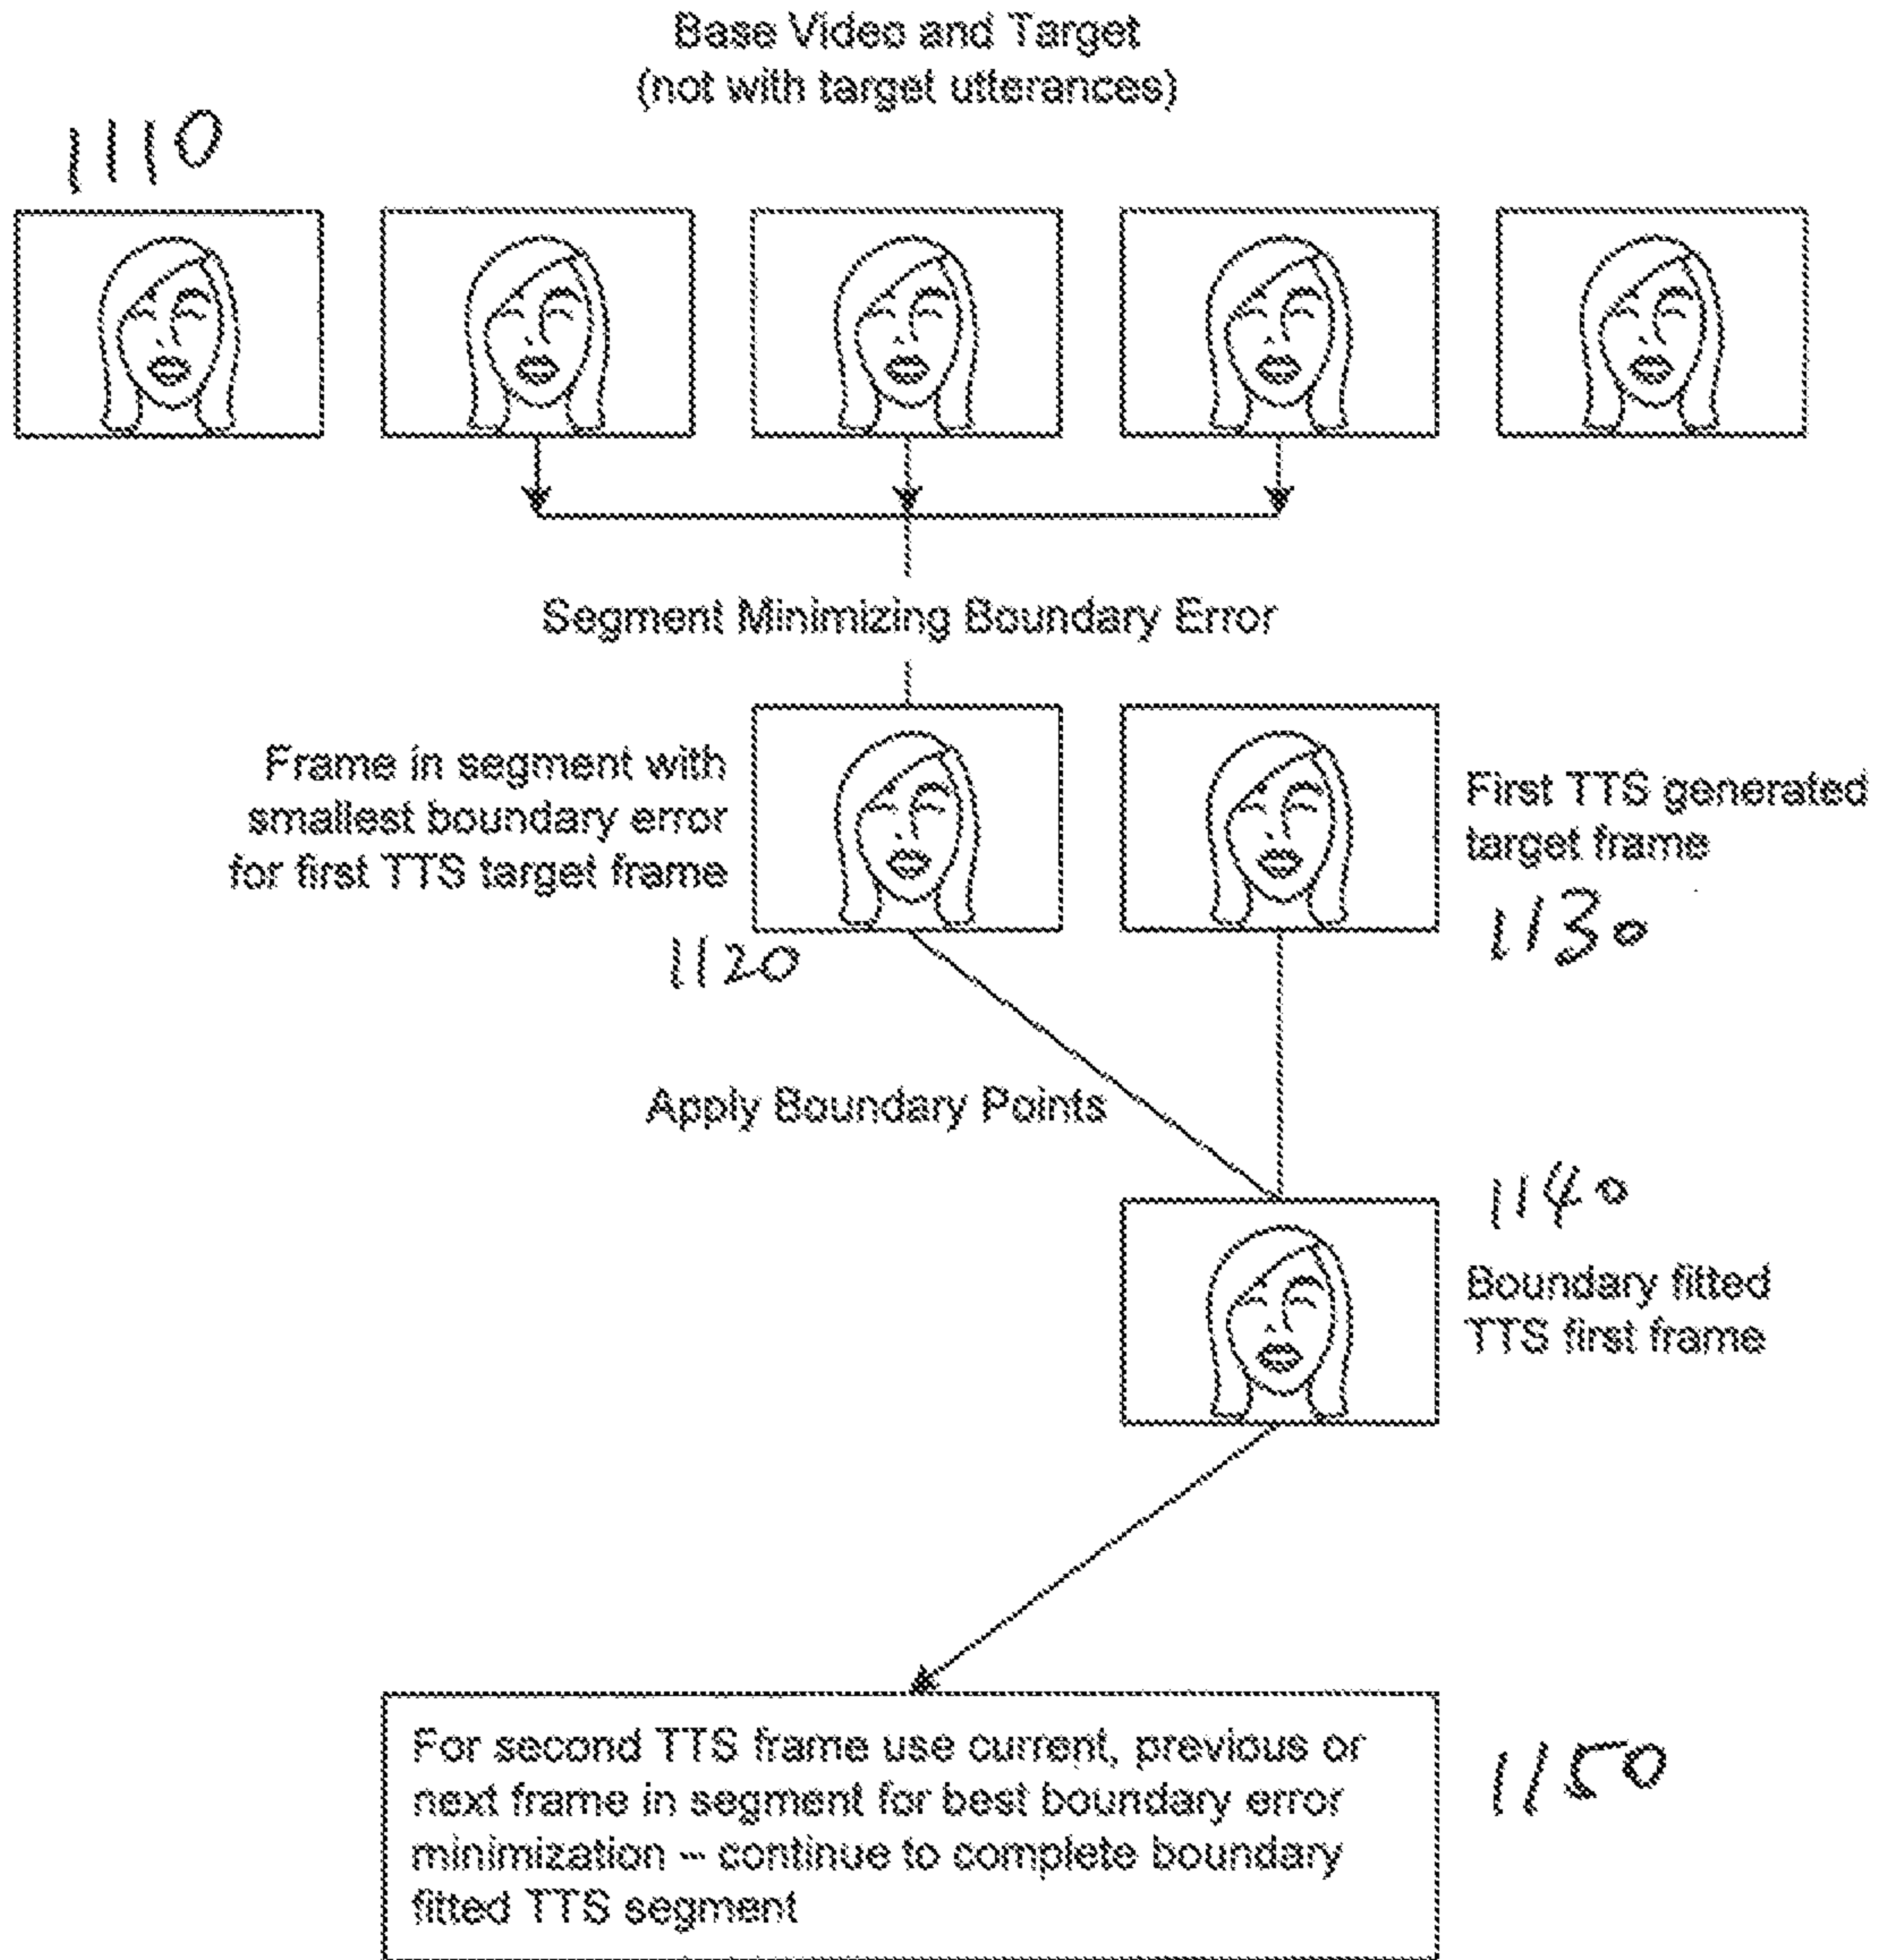 Base Video and Target
(not with target utterances)
1110
Segment Minimizing Boundary Error
Frame in segment with
smallest boundary error
for first TTS target frame
1120
First TTS generated
target frame
1130
Apply Boundary Points
1140
Boundary fitted
TTS first frame
For second TTS frame use current, previous or
next frame in segment for best boundary error
minimization -- continue to complete boundary
fitted TTS segment
1150